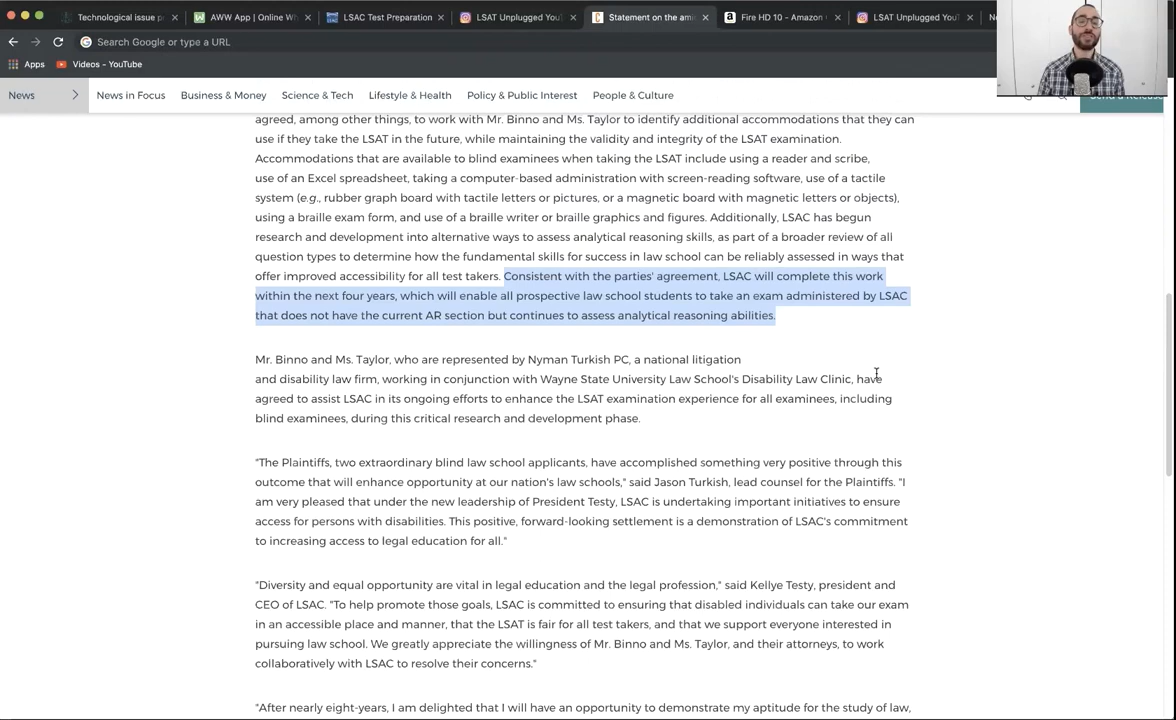 Technological issue p
AWW App | Online Wh
LSAC Test Preparation
LSAT Unplugged You
Statement on the ami
Fire HD 10 - Amazon
LSAT Unplugged You
Search Google or type a URL
Apps
Videos – YouTube
News
News in Focus
Business & Money
Science & Tech
Lifestyle & Health
Policy & Public Interest
People & Culture
agreed, among other things, to work with Mr. Binno and Ms. Taylor to identify additional accommodations that they can
use if they take the LSAT in the future, while maintaining the validity and integrity of the LSAT examination.
Accommodations that are available to blind examinees when taking the LSAT include using a reader and scribe,
use of an Excel spreadsheet, taking a computer-based administration with screen-reading software, use of a tactile
system (e.g., rubber graph board with tactile letters or pictures, or a magnetic board with magnetic letters or objects),
using a braille exam form, and use of a braille writer or braille graphics and figures. Additionally, LSAC has begun
research and development into alternative ways to assess analytical reasoning skills, as part of a broader review of all
question types to determine how the fundamental skills for success in law school can be reliably assessed in ways that
offer improved accessibility for all test takers. Consistent with the parties' agreement, LSAC will complete this work
within the next four years, which will enable all prospective law school students to take an exam administered by LSAC
that does not have the current AR section but continues to assess analytical reasoning abilities.
Mr. Binno and Ms. Taylor, who are represented by Nyman Turkish PC, a national litigation
and disability law firm, working in conjunction with Wayne State University Law School's Disability Law Clinic, have
agreed to assist LSAC in its ongoing efforts to enhance the LSAT examination experience for all examinees, including
blind examinees, during this critical research and development phase.
"The Plaintiffs, two extraordinary blind law school applicants, have accomplished something very positive through this
outcome that will enhance opportunity at our nation's law schools," said Jason Turkish, lead counsel for the Plaintiffs. "I
am very pleased that under the new leadership of President Testy, LSAC is undertaking important initiatives to ensure
access for persons with disabilities. This positive, forward-looking settlement is a demonstration of LSAC's commitment
to increasing access to legal education for all."
"Diversity and equal opportunity are vital in legal education and the legal profession," said Kellye Testy, president and
CEO of LSAC. "To help promote those goals, LSAC is committed to ensuring that disabled individuals can take our exam
in an accessible place and manner, that the LSAT is fair for all test takers, and that we support everyone interested in
pursuing law school. We greatly appreciate the willingness of Mr. Binno and Ms. Taylor, and their attorneys, to work
collaboratively with LSAC to resolve their concerns."
"After nearly eight-years, I am delighted that I will have an opportunity to demonstrate my aptitude for the study of law,